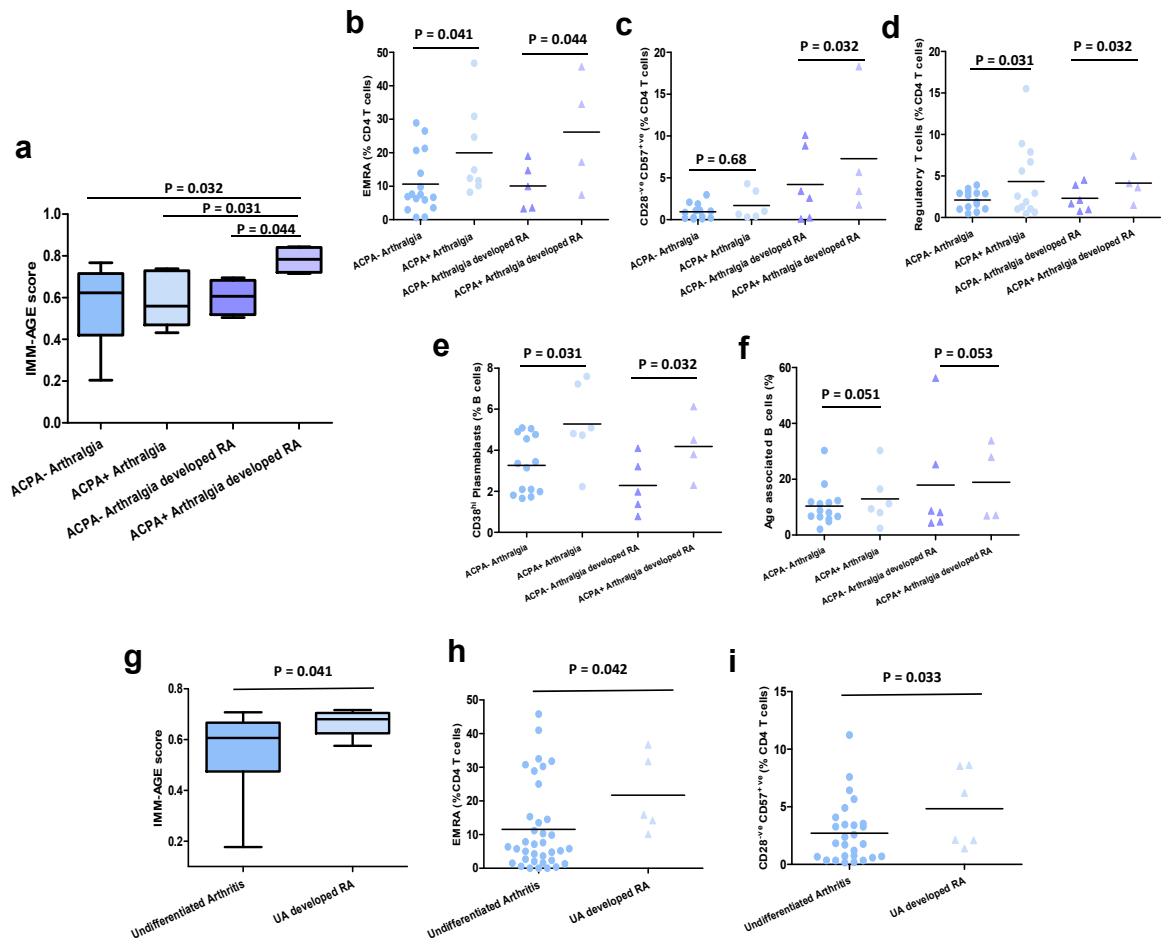 a
P = 0.032
P = 0.031
P = 0.044
IMM-AGE score
1.0
0.8
0.6
0.4
0.2
0.0
ACPA- Arthralgia
ACPA+ Arthralgia
ACPA- Arthralgia developed RA
ACPA+ Arthralgia developed RA
b
P = 0.041
P = 0.044
EMRA (% CD4 T cells)
50
40
30
20
10
0
ACPA- Arthralgia
ACPA+ Arthralgia
ACPA- Arthralgia developed RA
ACPA+ Arthralgia developed RA
c
P = 0.032
P = 0.68
CD28-ve CD57+ve (% CD4 T cells)
20
15
10
5
0
ACPA- Arthralgia
ACPA+ Arthralgia
ACPA- Arthralgia developed RA
ACPA+ Arthralgia developed RA
d
P = 0.031
P = 0.032
Regulatory T cells (% CD4 T cells)
20
15
10
5
0
ACPA- Arthralgia
ACPA+ Arthralgia
ACPA- Arthralgia developed RA
ACPA+ Arthralgia developed RA
e
P = 0.031
P = 0.032
CD38hi Plasmablasts (% B cells)
8
6
4
2
0
ACPA- Arthralgia
ACPA+ Arthralgia
ACPA- Arthralgia developed RA
ACPA+ Arthralgia developed RA
f
P = 0.051
P = 0.053
Age associated B cells (%)
60
40
20
0
ACPA- Arthralgia
ACPA+ Arthralgia
ACPA- Arthralgia developed RA
ACPA+ Arthralgia developed RA
g
P = 0.041
IMM-AGE score
0.8
0.6
0.4
0.2
Undifferentiated Arthritis
UA developed RA
h
P = 0.042
EMRA (%CD4 T cells)
50
40
30
20
10
0
Undifferentiated Arthritis
UA developed RA
i
P = 0.033
CD28-ve CD57+ve (% CD4 T cells)
15
10
5
0
Undifferentiated Arthritis
UA developed RA